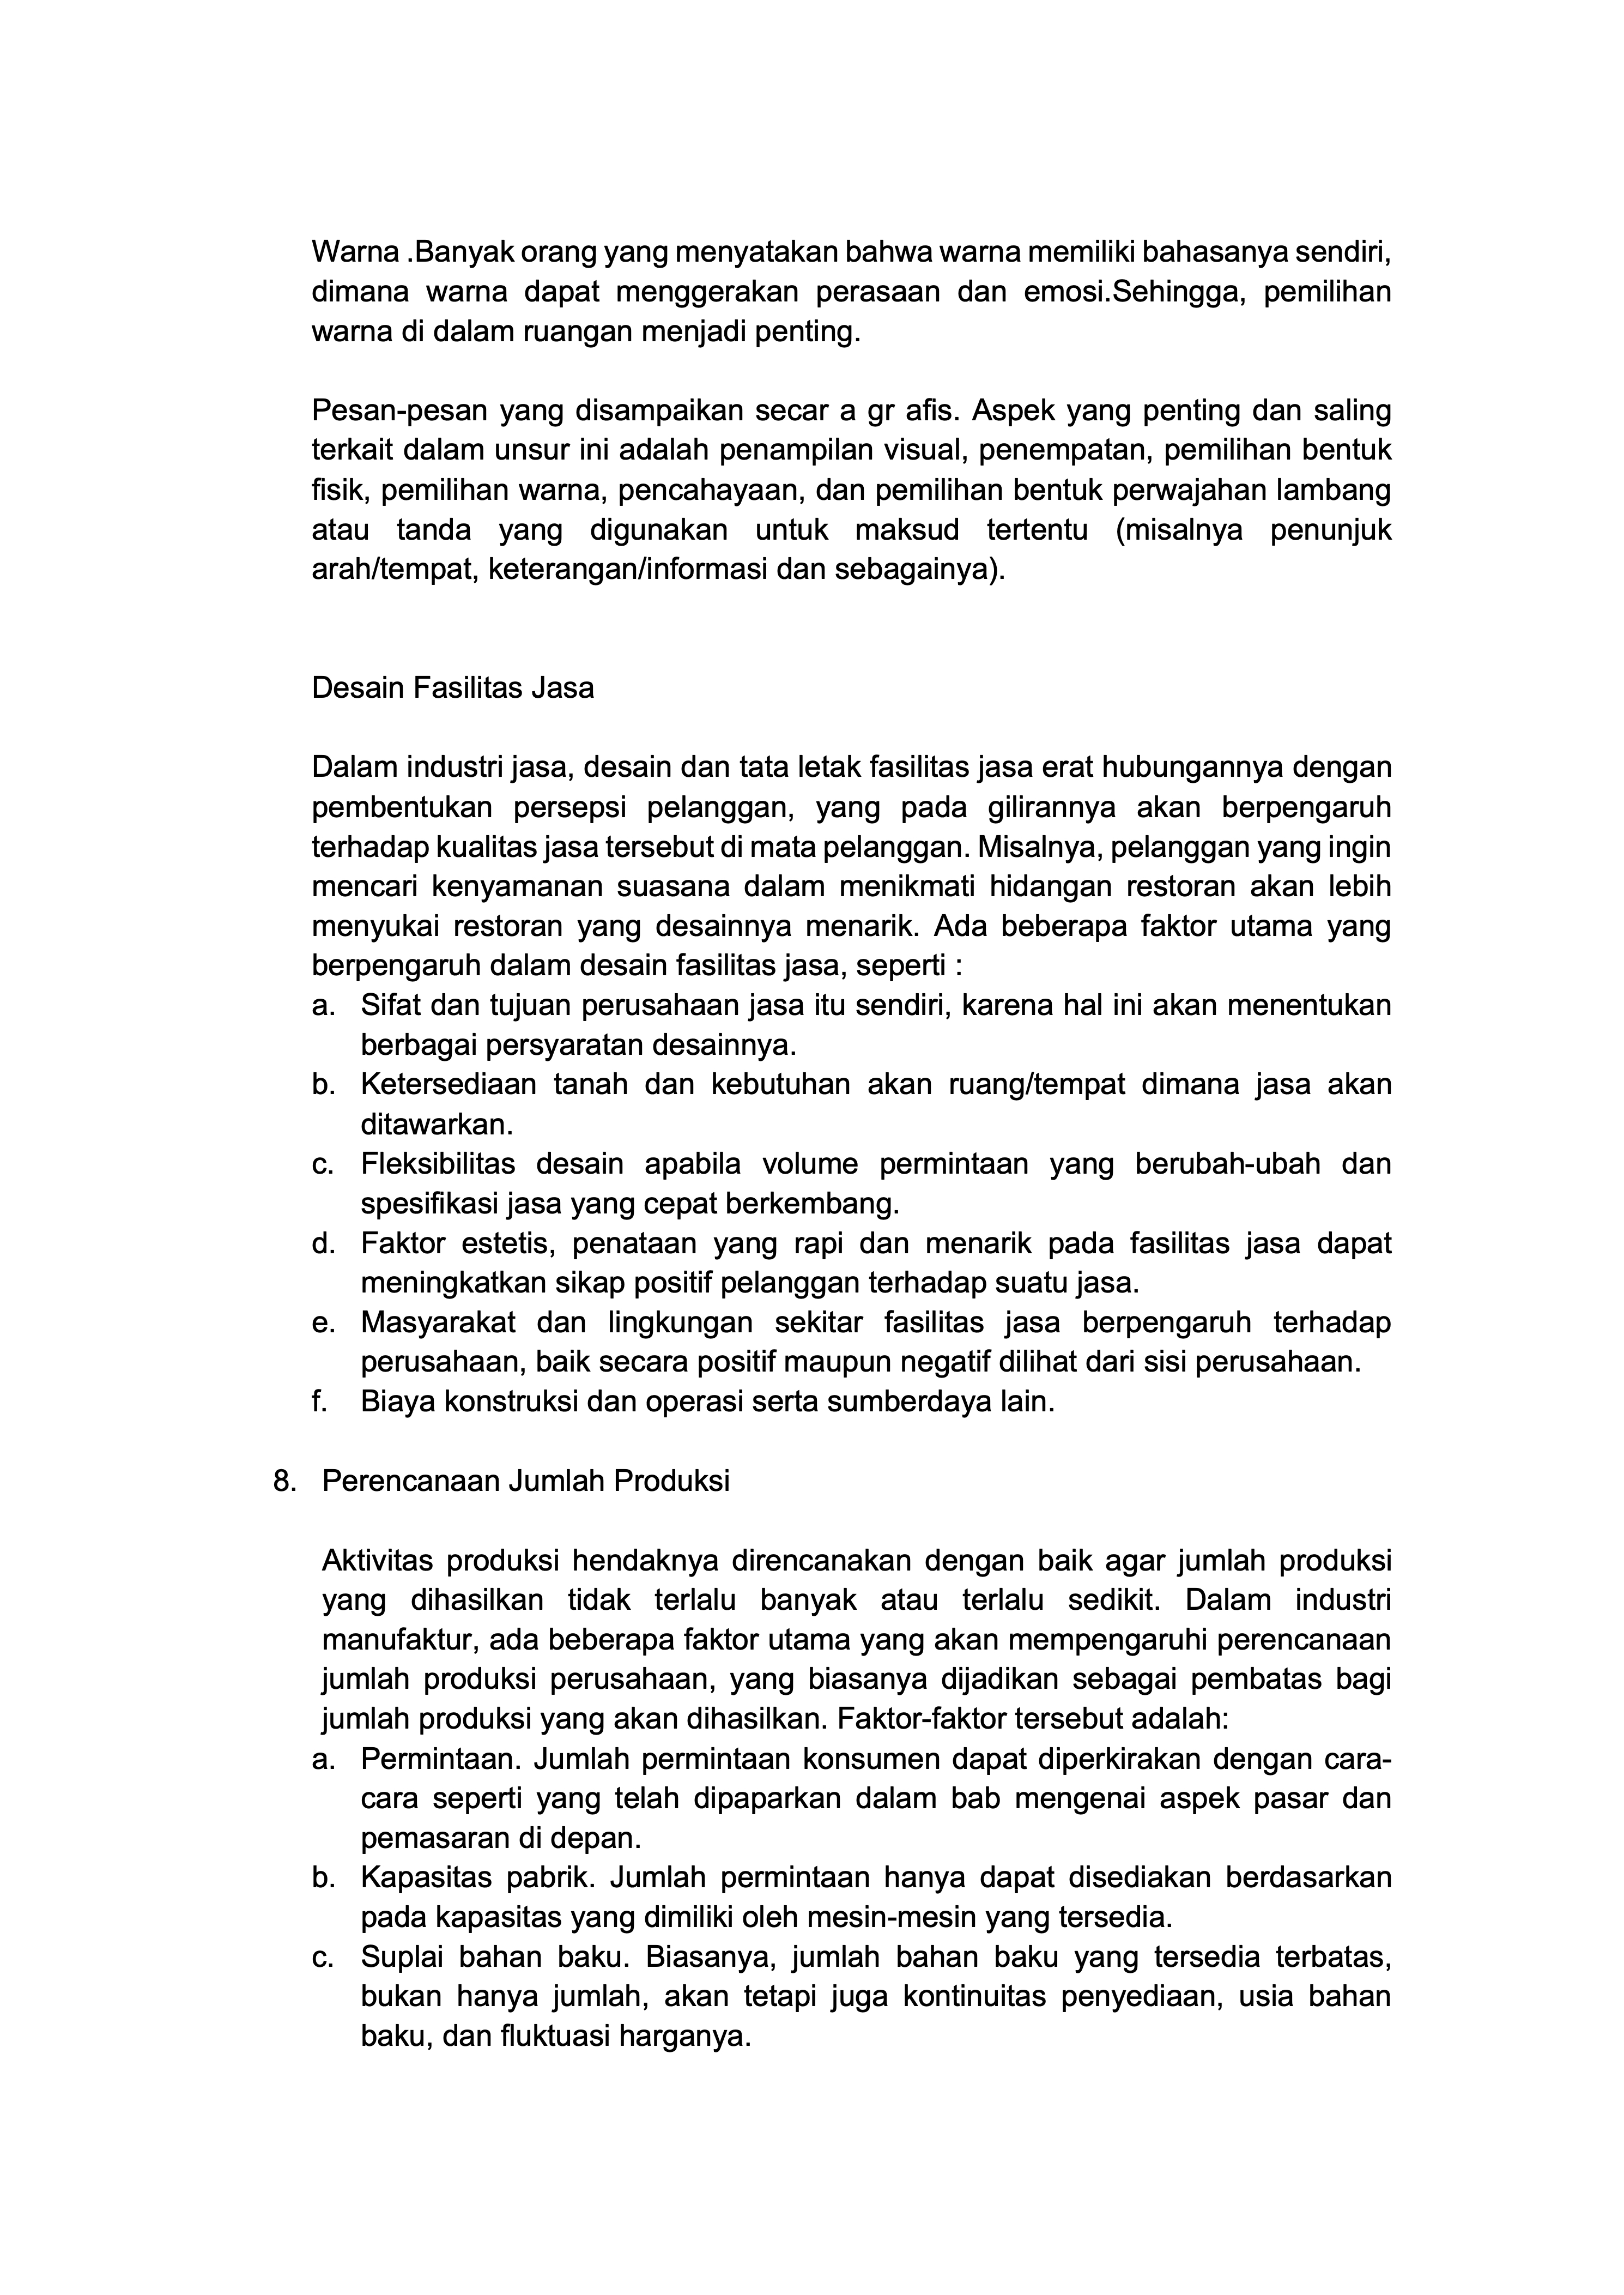 Warna .Banyak orang yang menyatakan bahwa warna memiliki bahasanya sendiri,
dimana warna dapat menggerakan perasaan dan emosi.Sehingga, pemilihan
warna di dalam ruangan menjadi penting.
Pesan-pesan yang disampaikan secar a gr afis. Aspek yang penting dan saling
terkait dalam unsur ini adalah penampilan visual, penempatan, pemilihan bentuk
fisik, pemilihan warna, pencahayaan, dan pemilihan bentuk perwajahan lambang
atau tanda yang digunakan untuk maksud tertentu (misalnya penunjuk
arah/tempat, keterangan/informasi dan sebagainya).
Desain Fasilitas Jasa
Dalam industri jasa, desain dan tata letak fasilitas jasa erat hubungannya dengan
pembentukan persepsi pelanggan, yang pada gilirannya akan berpengaruh
terhadap kualitas jasa tersebut di mata pelanggan. Misalnya, pelanggan yang ingin
mencari kenyamanan suasana dalam menikmati hidangan restoran akan lebih
menyukai restoran yang desainnya menarik. Ada beberapa faktor utama yang
berpengaruh dalam desain fasilitas jasa, seperti :
a. Sifat dan tujuan perusahaan jasa itu sendiri, karena hal ini akan menentukan
berbagai persyaratan desainnya.
b. Ketersediaan tanah dan kebutuhan akan ruang/tempat dimana jasa akan
ditawarkan.
c. Fleksibilitas desain apabila volume permintaan yang berubah-ubah dan
spesifikasi jasa yang cepat berkembang.
d. Faktor estetis, penataan yang rapi dan menarik pada fasilitas jasa dapat
meningkatkan sikap positif pelanggan terhadap suatu jasa.
e. Masyarakat dan lingkungan sekitar fasilitas jasa berpengaruh terhadap
perusahaan, baik secara positif maupun negatif dilihat dari sisi perusahaan.
f. Biaya konstruksi dan operasi serta sumberdaya lain.
8. Perencanaan Jumlah Produksi
Aktivitas produksi hendaknya direncanakan dengan baik agar jumlah produksi
yang dihasilkan tidak terlalu banyak atau terlalu sedikit. Dalam industri
manufaktur, ada beberapa faktor utama yang akan mempengaruhi perencanaan
jumlah produksi perusahaan, yang biasanya dijadikan sebagai pembatas bagi
jumlah produksi yang akan dihasilkan. Faktor-faktor tersebut adalah:
a. Permintaan. Jumlah permintaan konsumen dapat diperkirakan dengan cara-
cara seperti yang telah dipaparkan dalam bab mengenai aspek pasar dan
pemasaran di depan.
b. Kapasitas pabrik. Jumlah permintaan hanya dapat disediakan berdasarkan
pada kapasitas yang dimiliki oleh mesin-mesin yang tersedia.
c. Suplai bahan baku. Biasanya, jumlah bahan baku yang tersedia terbatas,
bukan hanya jumlah, akan tetapi juga kontinuitas penyediaan, usia bahan
baku, dan fluktuasi harganya.